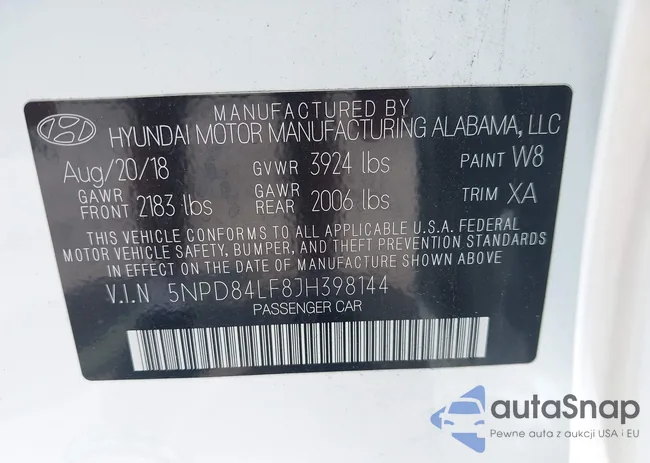 MANUFACTURED BY
HYUNDAI MOTOR MANUFACTURING ALABAMA, LLC
Aug/20/18 GVWR 3924 lbs PAINT W8
GAWR FRONT 2183 lbs GAWR REAR 2006 lbs TRIM XA
THIS VEHICLE CONFORMS TO ALL APPLICABLE U.S.A. FEDERAL
MOTOR VEHICLE SAFETY, BUMPER, AND THEFT PREVENTION STANDARDS
IN EFFECT ON THE DATE OF MANUFACTURE SHOWN ABOVE.
V.I.N 5NPD84LF8JH398144
PASSENGER CAR
autaSnap
Pewne auta z aukcji USA i EU